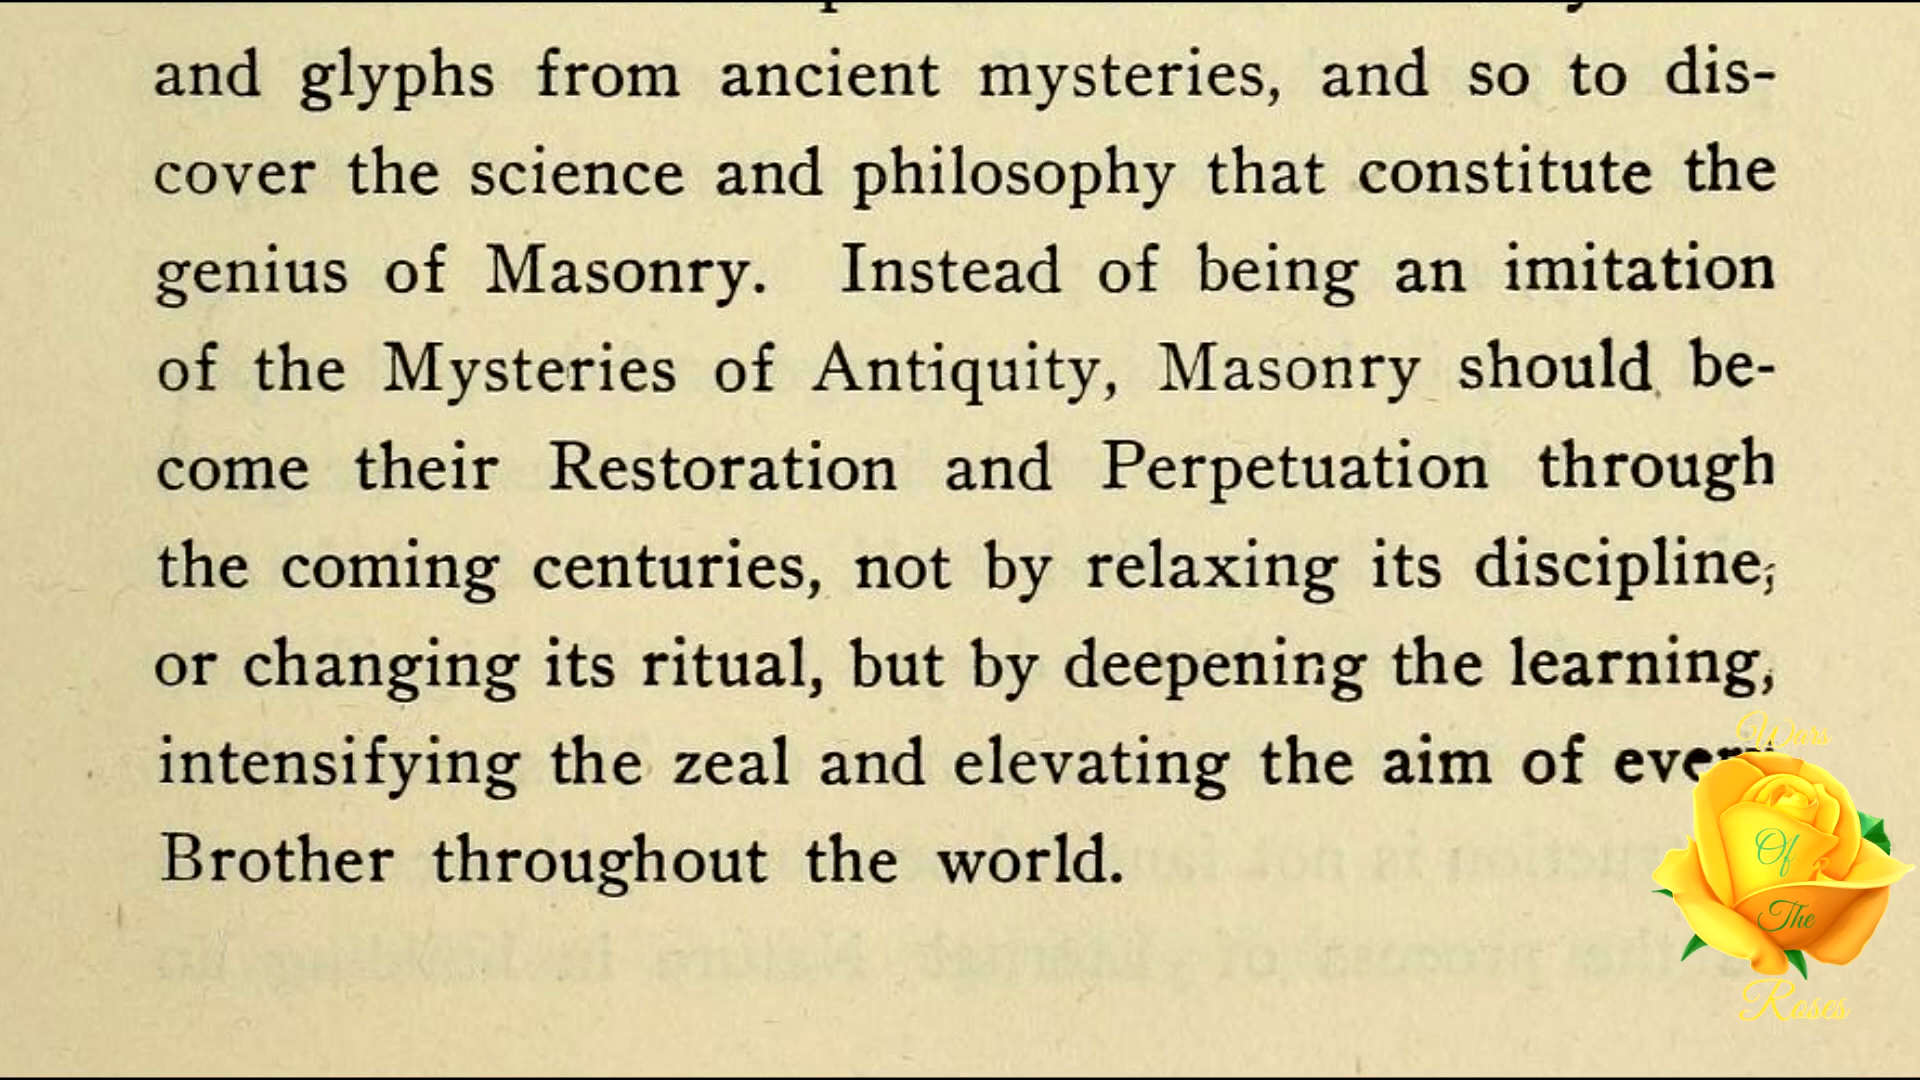 and glyphs from ancient mysteries, and so to dis-
cover the science and philosophy that constitute the
genius of Masonry. Instead of being an imitation
of the Mysteries of Antiquity, Masonry should be-
come their Restoration and Perpetuation through
the coming centuries, not by relaxing its discipline,
or changing its ritual, but by deepening the learning,
intensifying the zeal and elevating the aim of every
Brother throughout the world.
Wars
Of
The
Roses